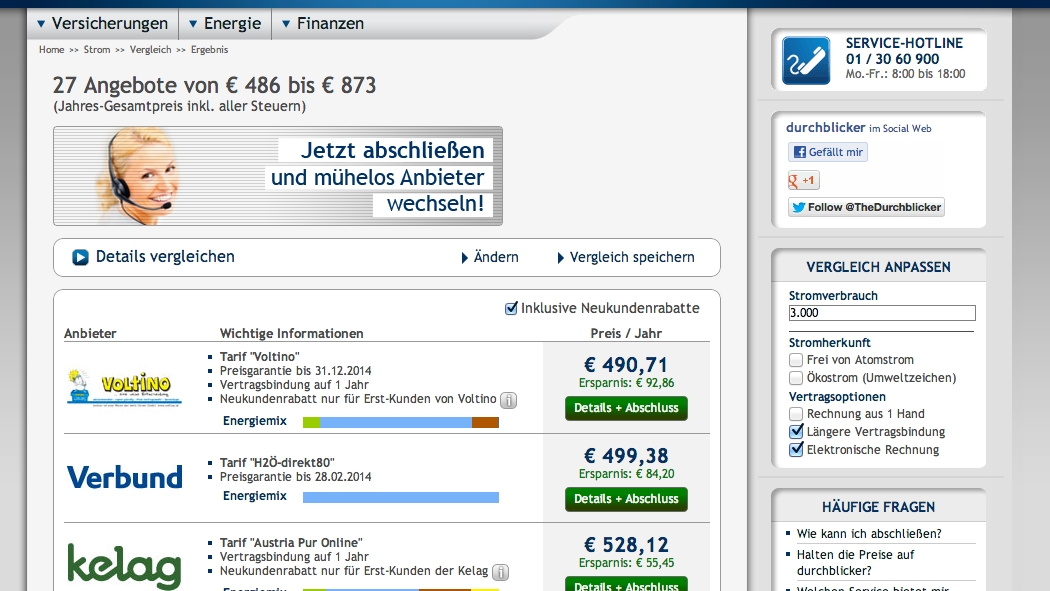 Versicherungen
Energie
Finanzen
Home >> Strom >> Vergleich >> Ergebnis
27 Angebote von € 486 bis € 873
(Jahres-Gesamtpreis inkl. aller Steuern)
Jetzt abschließen
und mühelos Anbieter
wechseln!
Details vergleichen
Ändern
Vergleich speichern
Inklusive Neukundenrabatte
Anbieter
Wichtige Informationen
Preis / Jahr
VOLTINO
Tarif "Voltino"
Preisgarantie bis 31.12.2014
Vertragsbindung auf 1 Jahr
Neukundenrabatt nur für Erst-Kunden von Voltino
Energiemix
€ 490,71
Ersparnis: € 92,86
Details + Abschluss
Verbund
Tarif "H2Ö-direkt80"
Preisgarantie bis 28.02.2014
Energiemix
€ 499,38
Ersparnis: € 84,20
Details + Abschluss
kelag
Tarif "Austria Pur Online"
Vertragsbindung auf 1 Jahr
Neukundenrabatt nur für Erst-Kunden der Kelag
Energiemix
€ 528,12
Ersparnis: € 55,45
Details + Abschluss
SERVICE-HOTLINE
01 / 30 60 900
Mo.-Fr.: 8:00 bis 18:00
durchblicker im Social Web
Gefällt mir
g +1
Follow @TheDurchblicker
VERGLEICH ANPASSEN
Stromverbrauch
3.000
Stromherkunft
Frei von Atomstrom
Ökostrom (Umweltzeichen)
Vertragsoptionen
Rechnung aus 1 Hand
Längere Vertragsbindung
Elektronische Rechnung
HÄUFIGE FRAGEN
Wie kann ich abschließen?
Halten die Preise auf
durchblicker?
Welchen Service bietet mir